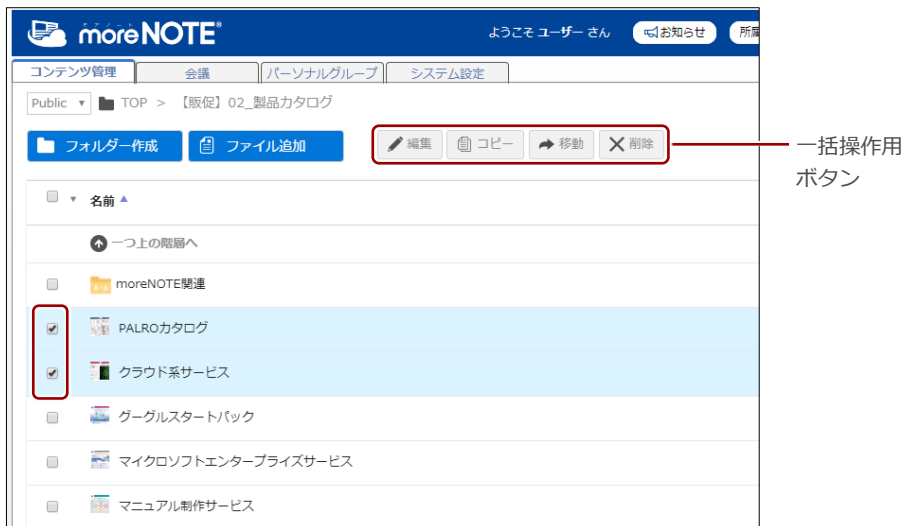 モアノート
moreNOTE®
ようこそ ユーザー さん
お知らせ
所属
コンテンツ管理 会議 パーソナルグループ システム設定
Public TOP > 【販促】02_製品カタログ
フォルダー作成 ファイル追加 編集 コピー 移動 削除
一括操作用
ボタン
名前
一つ上の階層へ
moreNOTE関連
PALROカタログ
クラウド系サービス
グーグルスタートパック
マイクロソフトエンタープライズサービス
マニュアル制作サービス